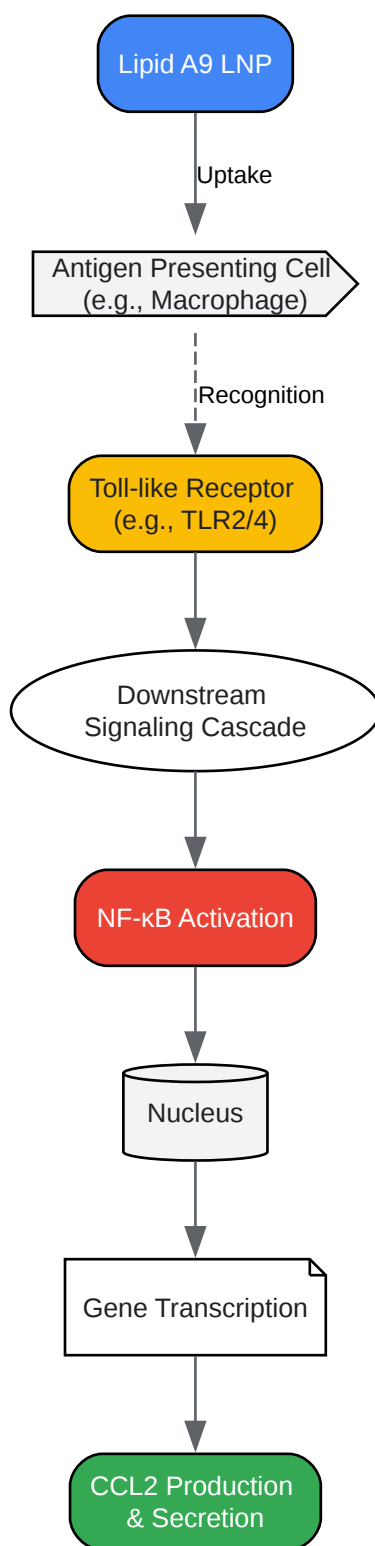 Lipid A9 LNP
Uptake
Antigen Presenting Cell
(e.g., Macrophage)
Recognition
Toll-like Receptor
(e.g., TLR2/4)
Downstream
Signaling Cascade
NF-κB Activation
Nucleus
Gene Transcription
CCL2 Production
& Secretion